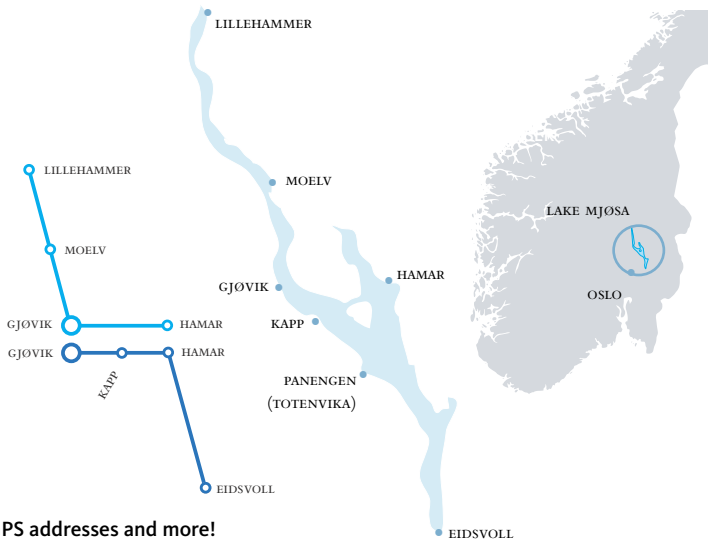 LILLEHAMMER
LILLEHAMMER
MOELV
LAKE MJØSA
MOELV
HAMAR
GJØVIK
OSLO
GJØVIK
HAMAR
KAPP
GJØVIK
HAMAR
KAPP
PANENGEN
(TOTENVIKA)
EIDSVOLL
PS addresses and more!
EIDSVOLL